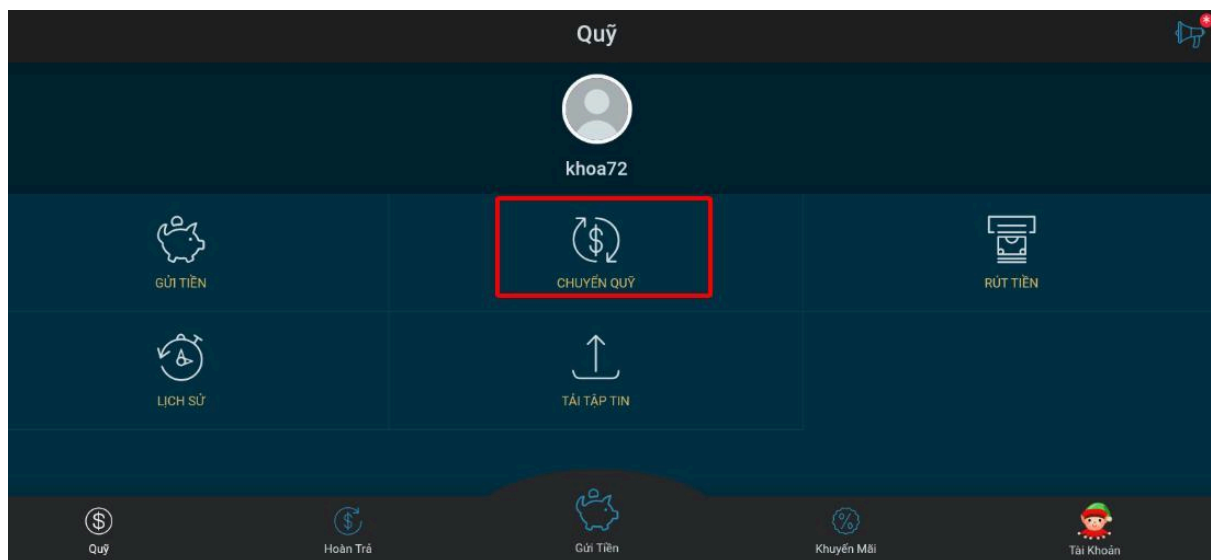 Quỹ
khoa72
GỬI TIỀN
CHUYỂN QUỸ
RÚT TIỀN
LỊCH SỬ
TẢI TẬP TIN
Quỹ
Hoàn Trả
Gửi Tiền
Khuyến Mãi
Tài Khoản